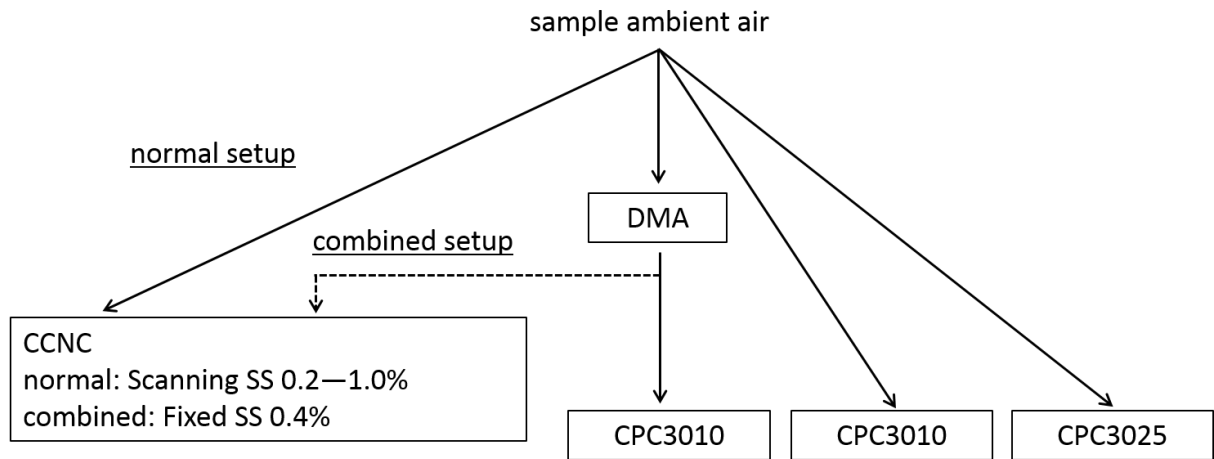 sample ambient air
normal setup
DMA
combined setup
CCNC
normal: Scanning SS 0.2—1.0%
combined: Fixed SS 0.4%
CPC3010
CPC3010
CPC3025